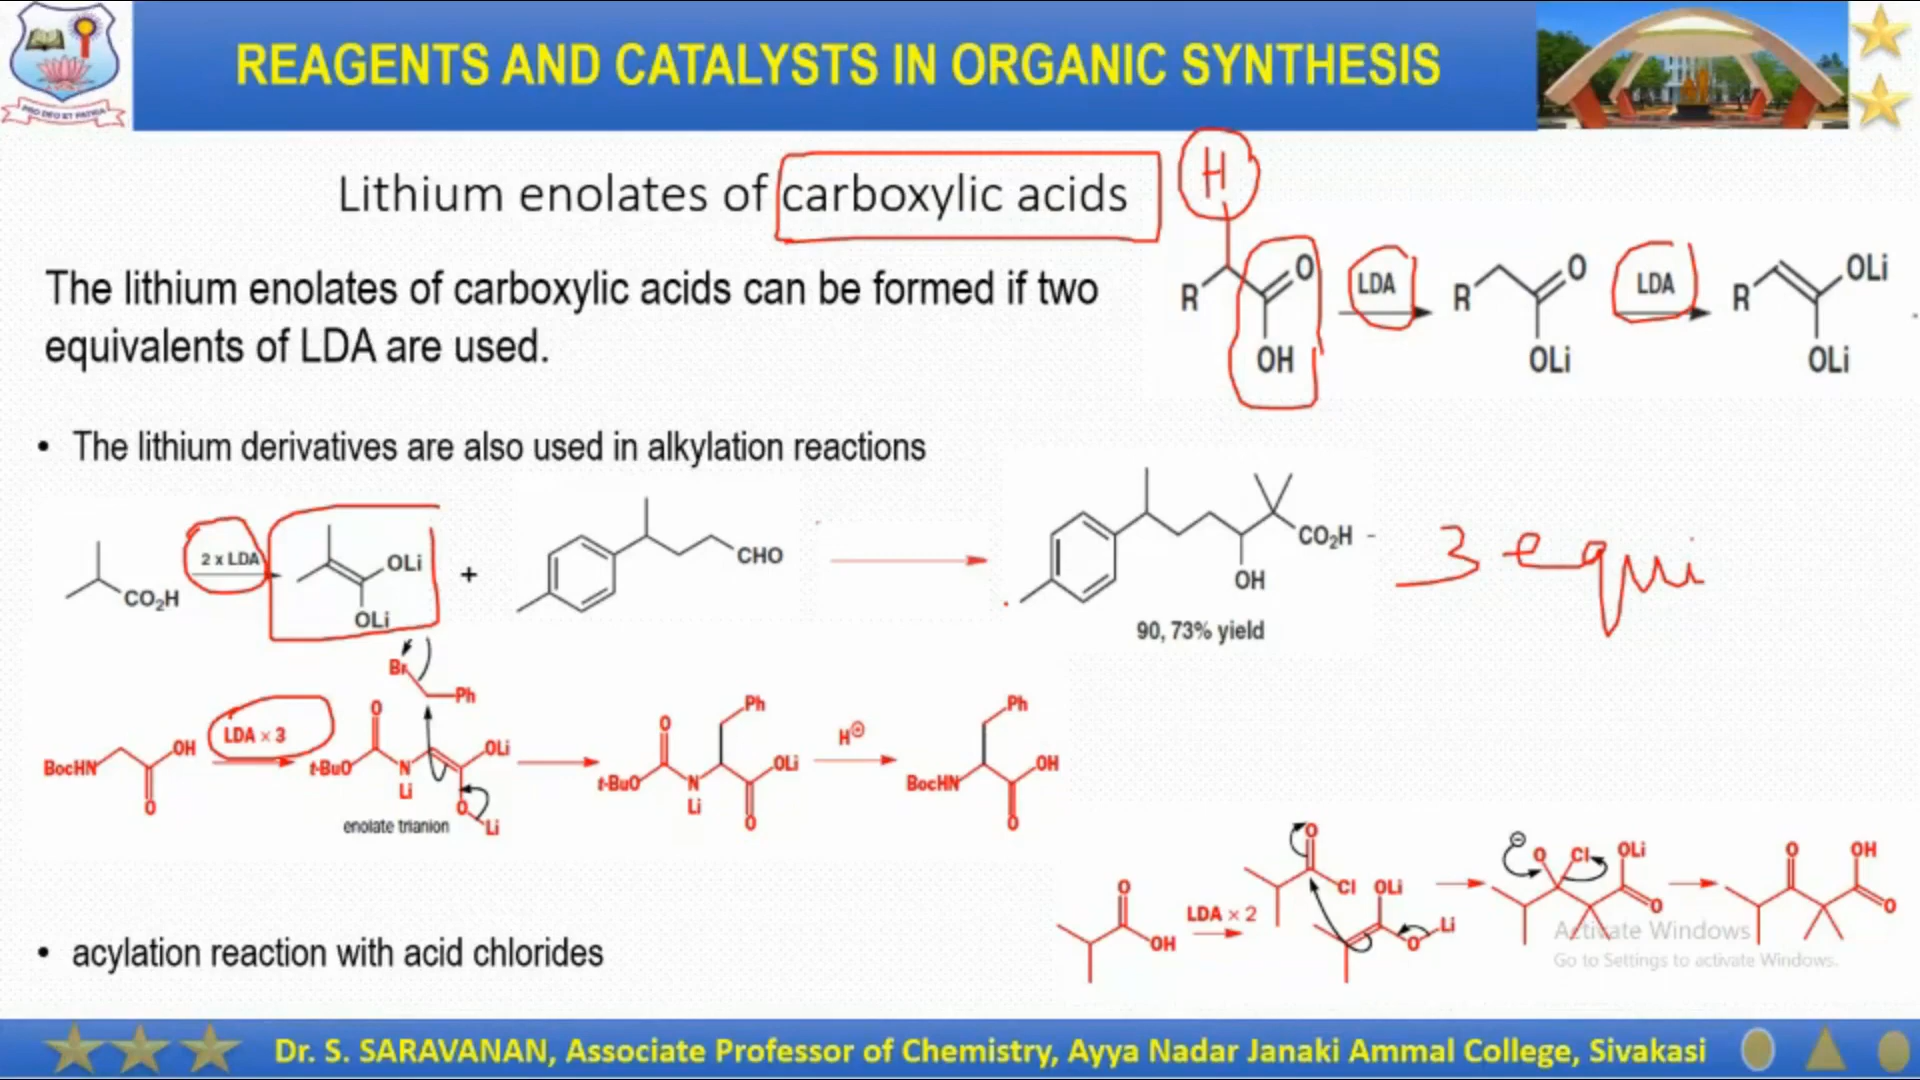 REAGENTS AND CATALYSTS IN ORGANIC SYNTHESIS
PRO DEO ET PATRIA
Lithium enolates of carboxylic acids
H
The lithium enolates of carboxylic acids can be formed if two
equivalents of LDA are used.
R O OH LDA R O OLi LDA R OLi OLi
• The lithium derivatives are also used in alkylation reactions
CO₂H 2 x LDA OLi OLi + CHO CO₂H OH
90, 73% yield
3 equi
BocHN OH O LDA × 3 t-BuO O N Li OLi O Li Br Ph
enolate trianion
t-BuO O N Li Ph OLi O H⊕ BocHN Ph OH O
• acylation reaction with acid chlorides
O OH LDA × 2 O Cl OLi O Li ⊖ O Cl OLi O O OH O
Activate Windows
Go to Settings to activate Windows.
Dr. S. SARAVANAN, Associate Professor of Chemistry, Ayya Nadar Janaki Ammal College, Sivakasi